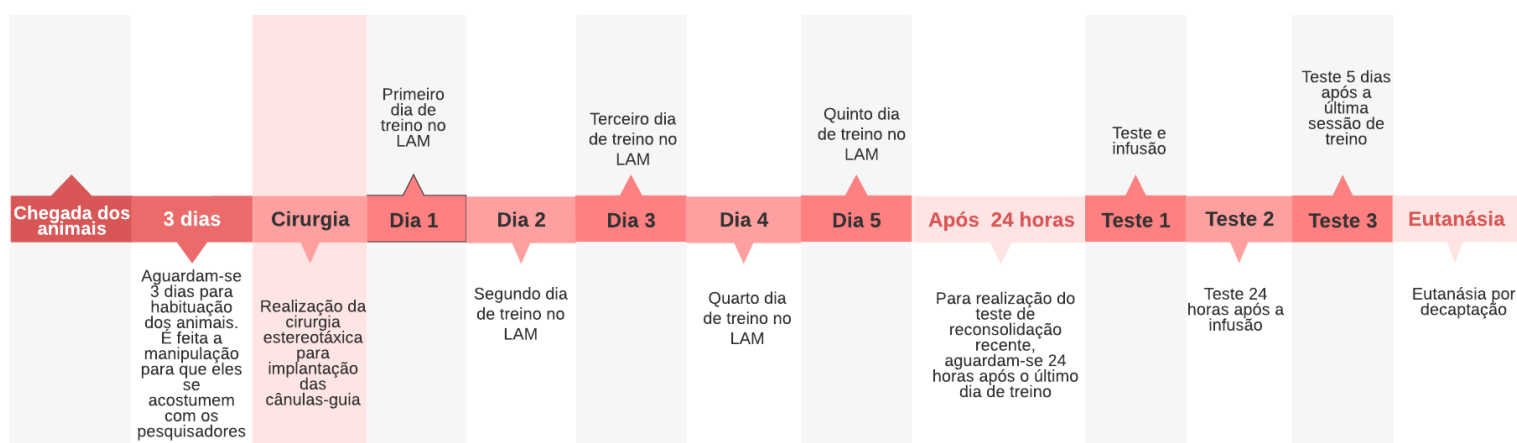 Chegada dos
animais
3 dias
Aguardam-se
3 dias para
habituação
dos animais.
É feita a
manipulação
para que eles
se
acostumem
com os
pesquisadores
Cirurgia
Realização da
cirurgia
estereotáxica
para
implantação
das
cânulas-guia
Primeiro
dia de
treino no
LAM
Dia 1
Dia 2
Segundo dia
de treino no
LAM
Terceiro dia
de treino no
LAM
Dia 3
Dia 4
Quarto dia
de treino no
LAM
Quinto dia
de treino no
LAM
Dia 5
Após 24 horas
Para realização do
teste de
reconsolidação
recente,
aguardam-se 24
horas após o último
dia de treino
Teste e
infusão
Teste 1
Teste 2
Teste 24
horas após a
infusão
Teste 5 dias
após a
última
sessão de
treino
Teste 3
Eutanásia
Eutanásia por
decaptação